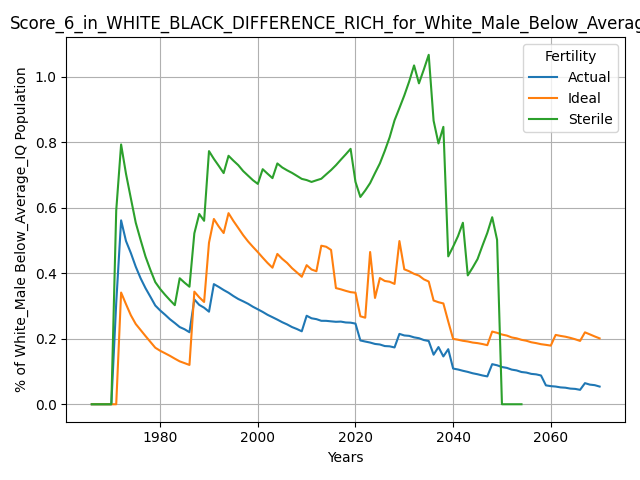 Score_6_in_WHITE_BLACK_DIFFERENCE_RICH_for_White_Male_Below_Averag
Fertility
Actual
Ideal
Sterile
% of White_Male Below_Average_IQ Population
1.0
0.8
0.6
0.4
0.2
0.0
1980 2000 2020 2040 2060
Years